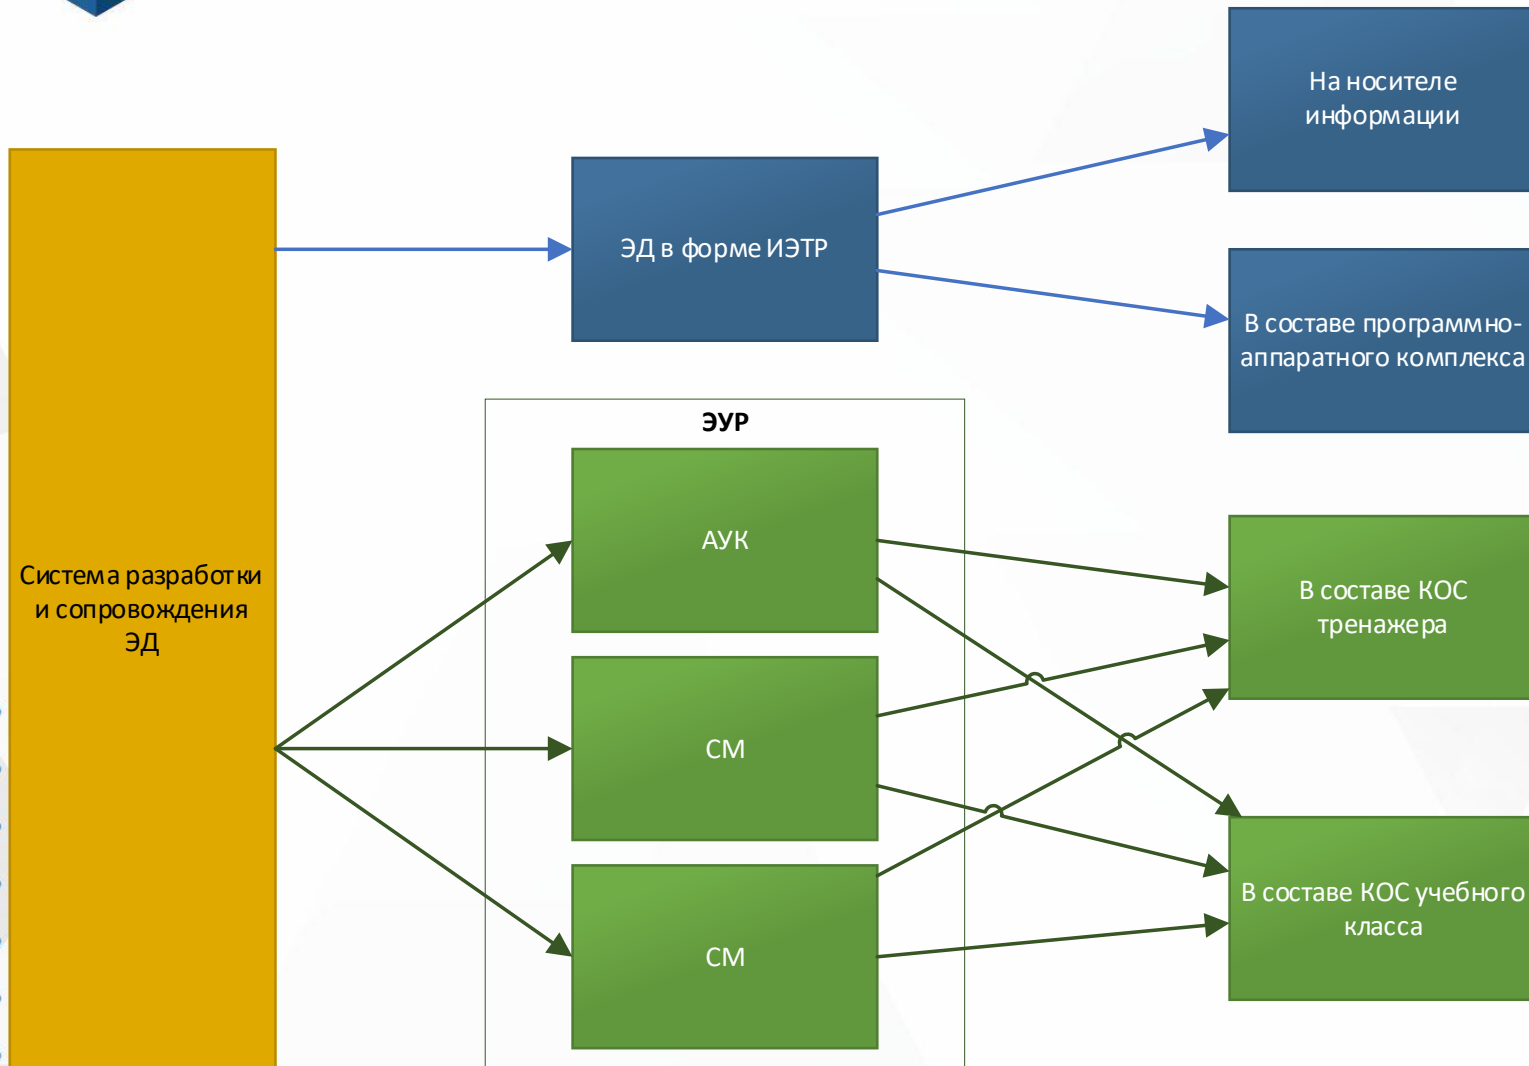 На носителе
информации
ЭД в форме ИЭТР
В составе программно-
аппаратного комплекса
ЭУР
АУК
Система разработки
и сопровождения
ЭД
В составе КОС
тренажера
СМ
В составе КОС учебного
класса
СМ